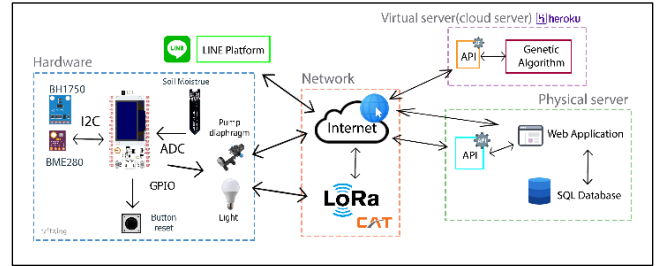 Virtual server(cloud server) heroku
LINE
LINE Platform
API
Genetic
Algorithm
Hardware
Network
Physical server
BH1750
I2C
BME280
Soil Moistrue
ADC
Pump
diaphragm
GPIO
Button
reset
Light
Internet
LoRa
CAT
API
Web Application
SQL Database